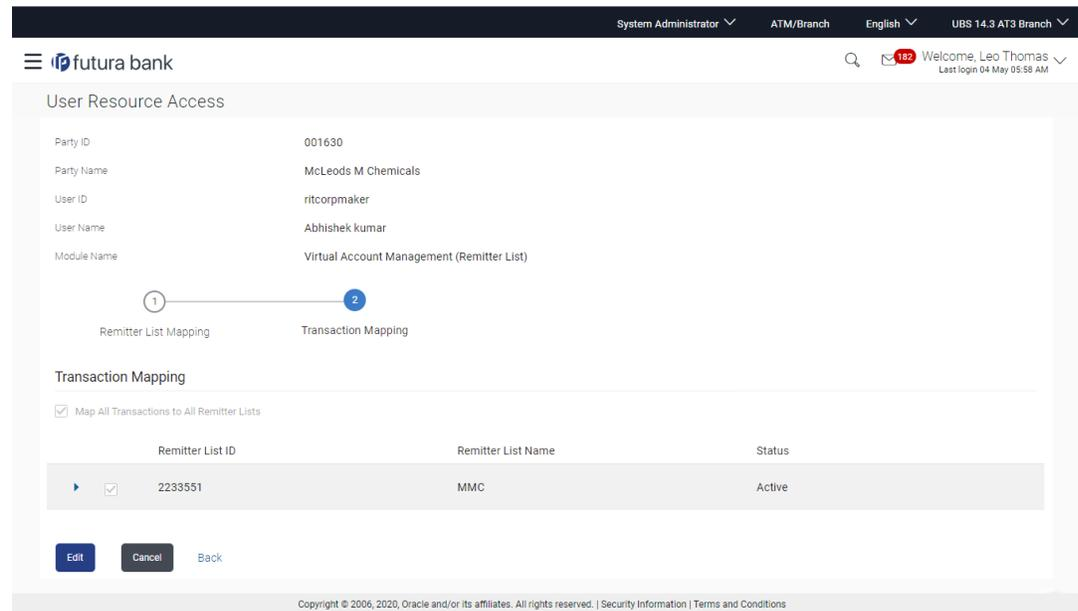 System Administrator ATM/Branch English UBS 14.3 AT3 Branch
futura bank 182 Welcome, Leo Thomas
Last login 04 May 05:58 AM
User Resource Access
Party ID 001630
Party Name McLeods M Chemicals
User ID ritcorpmaker
User Name Abhishek kumar
Module Name Virtual Account Management (Remitter List)
1 2
Remitter List Mapping Transaction Mapping
Transaction Mapping
Map All Transactions to All Remitter Lists
Remitter List ID Remitter List Name Status
2233551 MMC Active
Edit Cancel Back
Copyright © 2006, 2020, Oracle and/or its affiliates. All rights reserved. | Security Information | Terms and Conditions